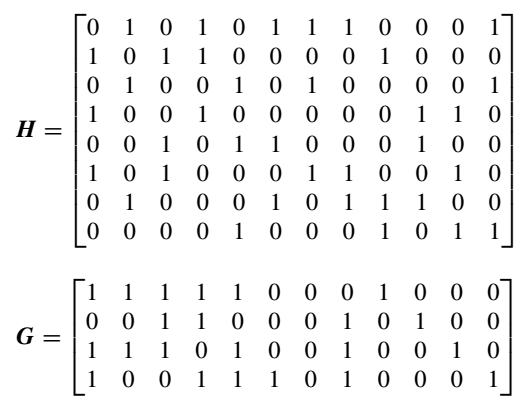 H =
0 1 0 1 0 1 1 1 0 0 0 1
1 0 1 1 0 0 0 0 1 0 0 0
0 1 0 0 1 0 1 0 0 0 0 1
1 0 0 1 0 0 0 0 0 1 1 0
0 0 1 0 1 1 0 0 0 1 0 0
1 0 1 0 0 0 1 1 0 0 1 0
0 1 0 0 0 1 0 1 1 1 0 0
0 0 0 0 1 0 0 0 1 0 1 1
G =
1 1 1 1 1 0 0 0 1 0 0 0
0 0 1 1 0 0 0 1 0 1 0 0
1 1 1 0 1 0 0 1 0 0 1 0
1 0 0 1 1 1 0 1 0 0 0 1